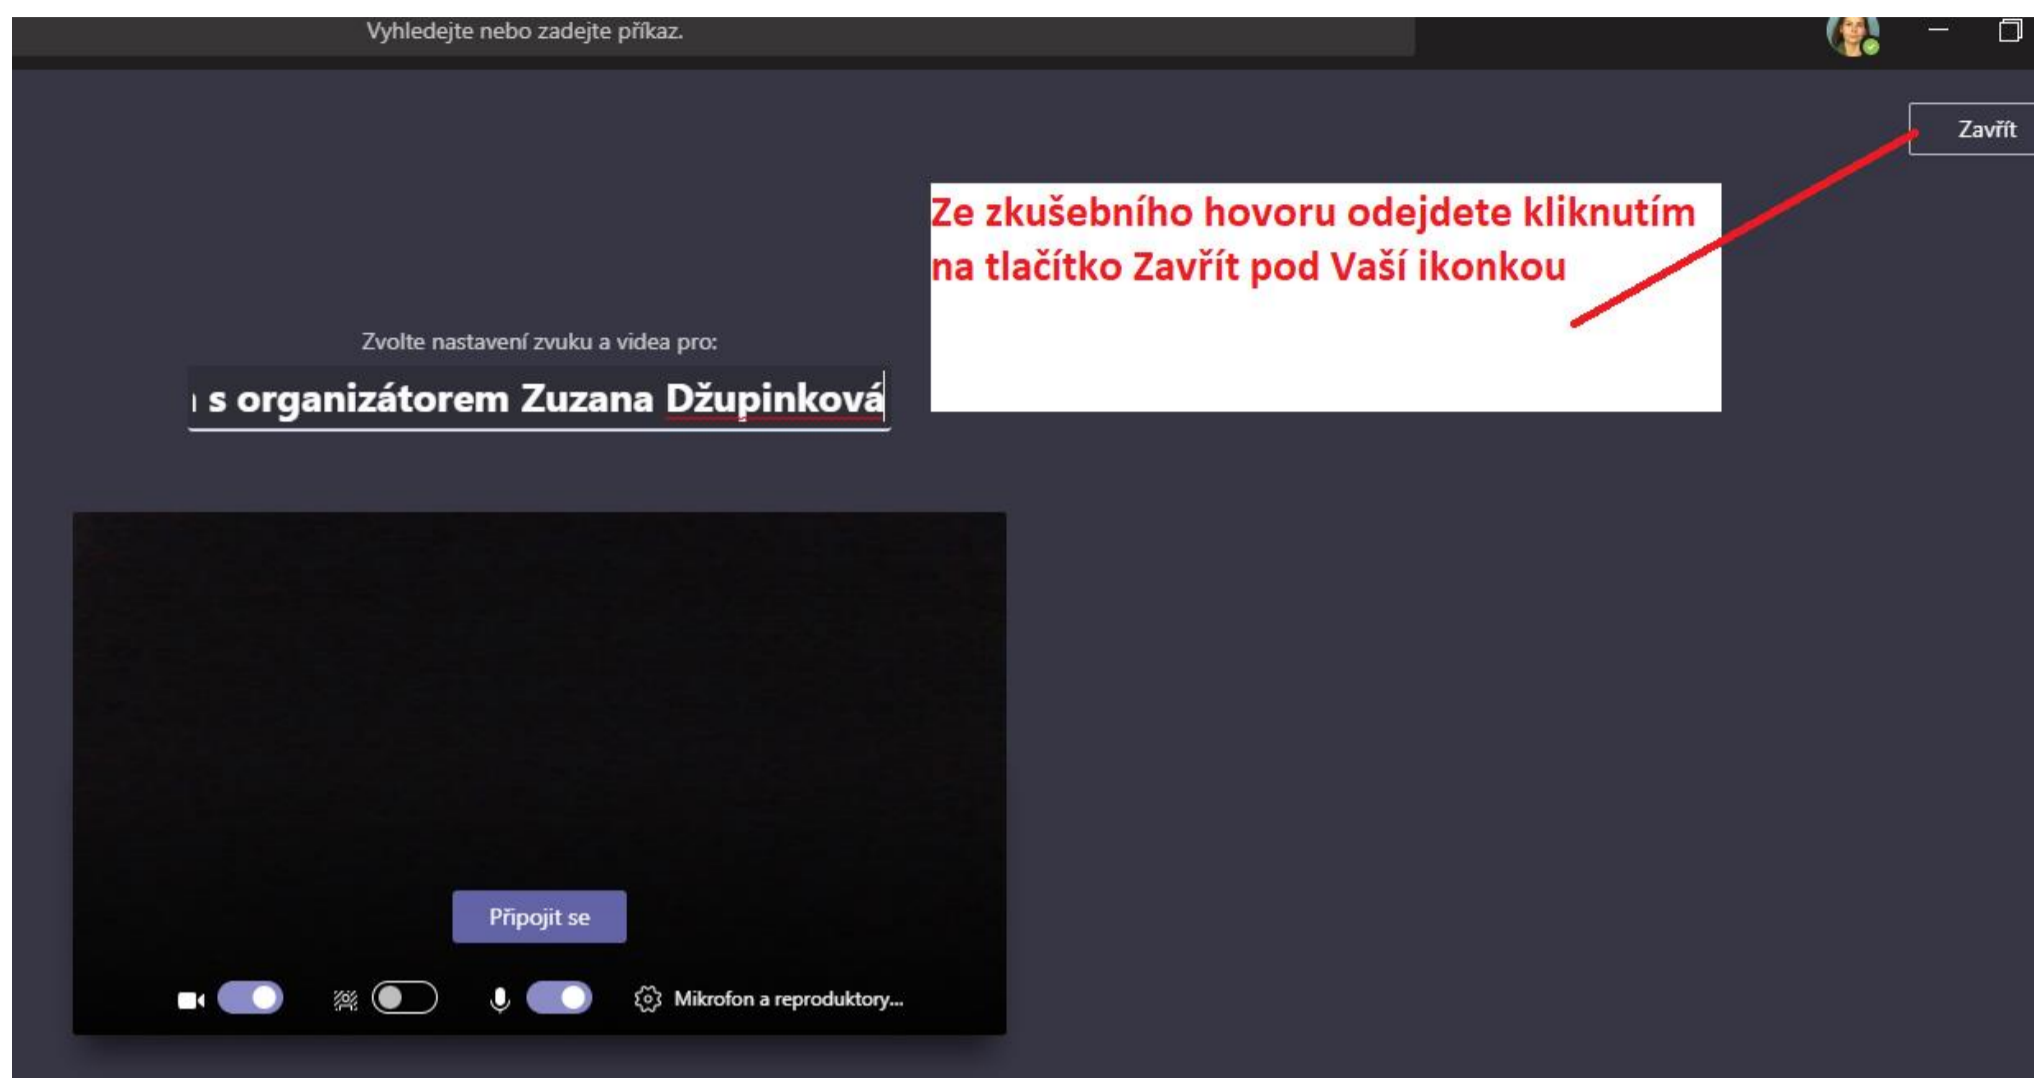 Vyhledejte nebo zadejte příkaz.
Zavřít
Ze zkušebního hovoru odejdete kliknutím
na tlačítko Zavřít pod Vaší ikonkou
Zvolte nastavení zvuku a videa pro:
s organizátorem Zuzana Džupinková
Připojit se
Mikrofon a reproduktory...